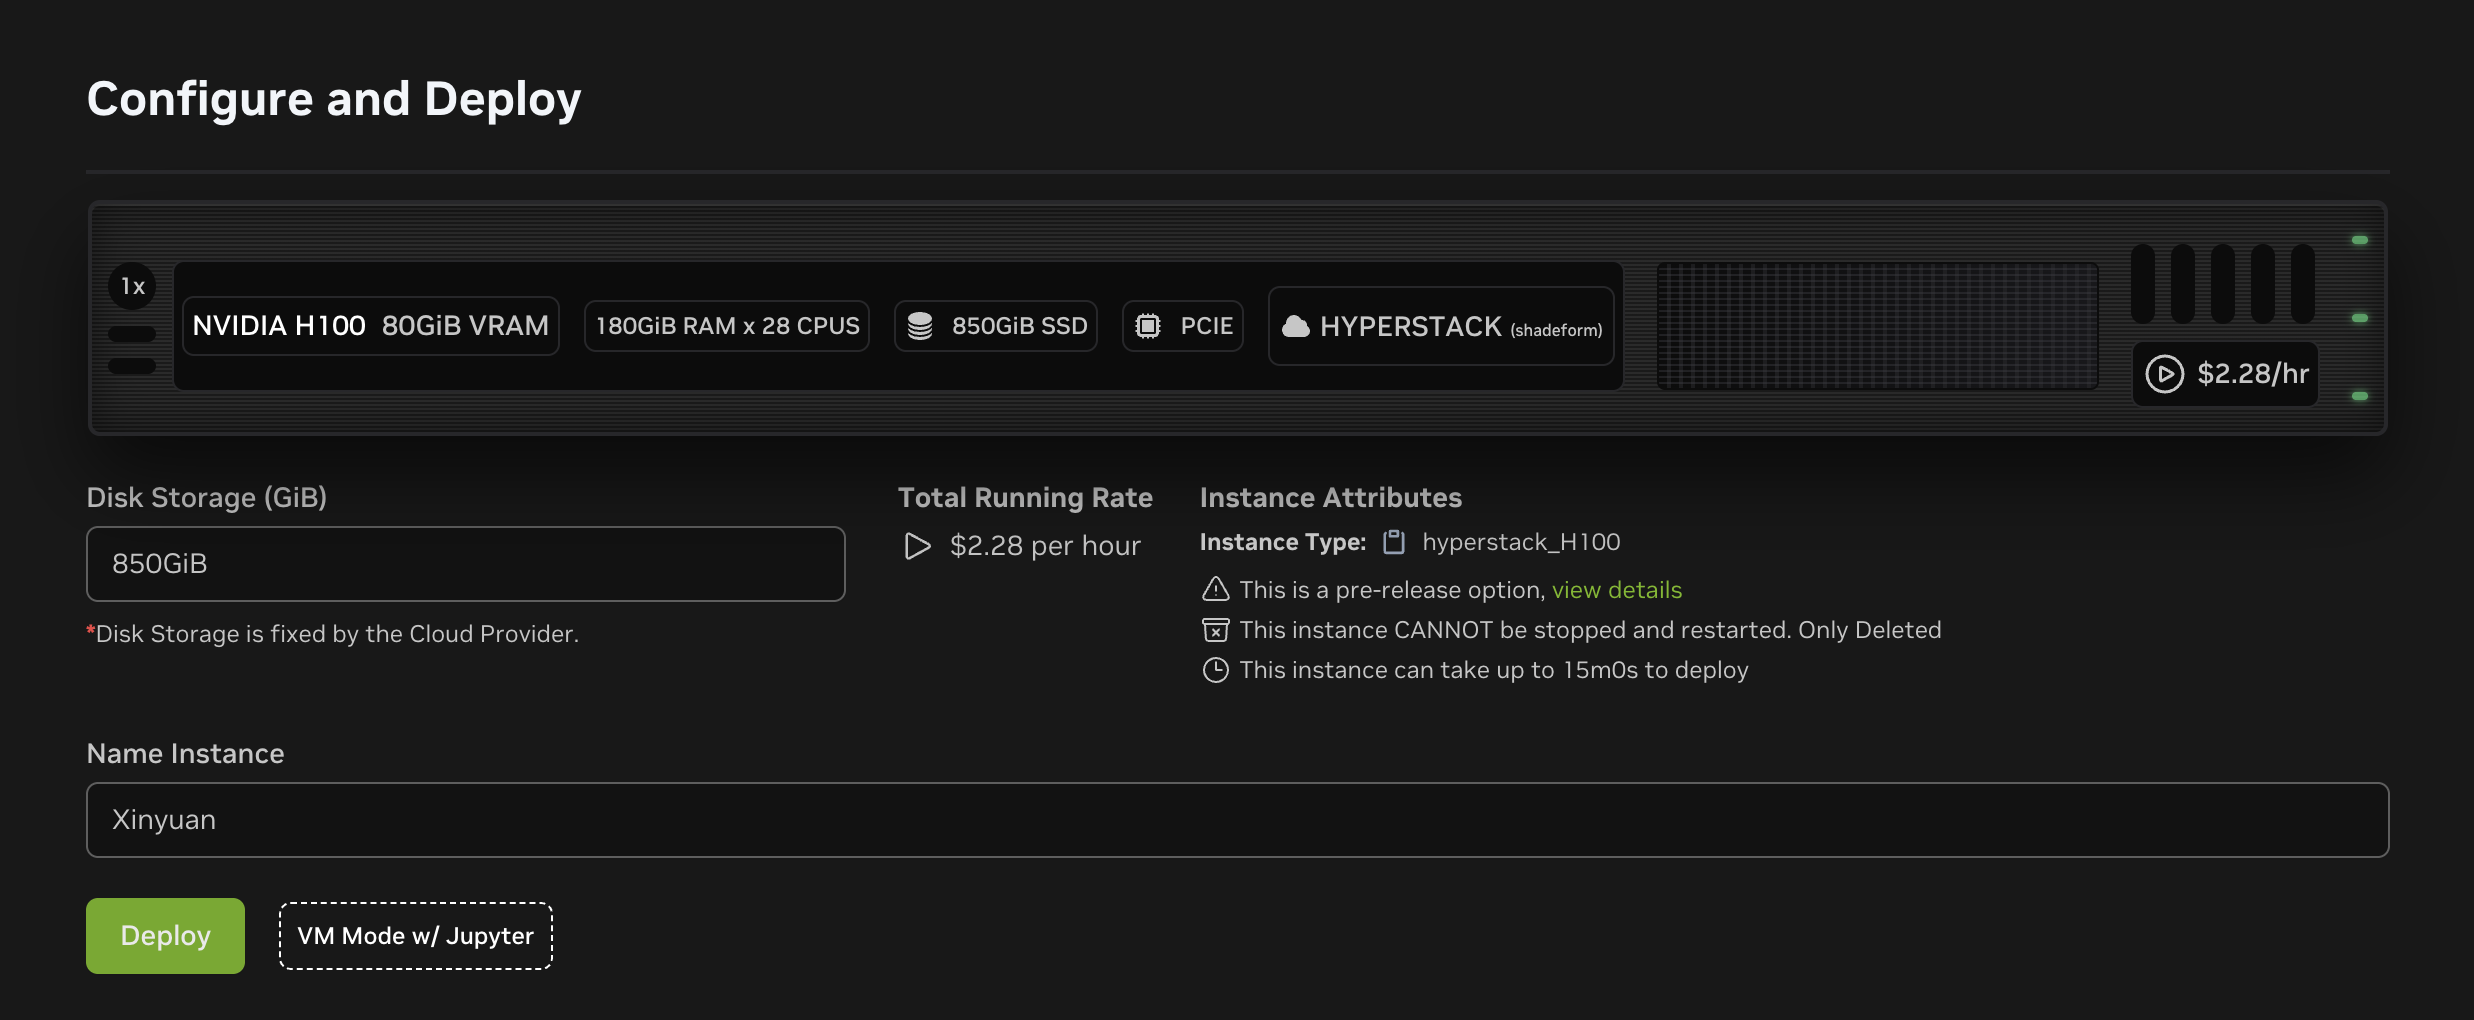 Configure and Deploy
1x
NVIDIA H100 80GiB VRAM
180GiB RAM x 28 CPUS
850GiB SSD
PCIE
HYPERSTACK (shadeform)
$2.28/hr
Disk Storage (GiB)
850GiB
*Disk Storage is fixed by the Cloud Provider.
Total Running Rate
$2.28 per hour
Instance Attributes
Instance Type: hyperstack_H100
This is a pre-release option, view details
This instance CANNOT be stopped and restarted. Only Deleted
This instance can take up to 15m0s to deploy
Name Instance
Xinyuan
Deploy
VM Mode w/ Jupyter